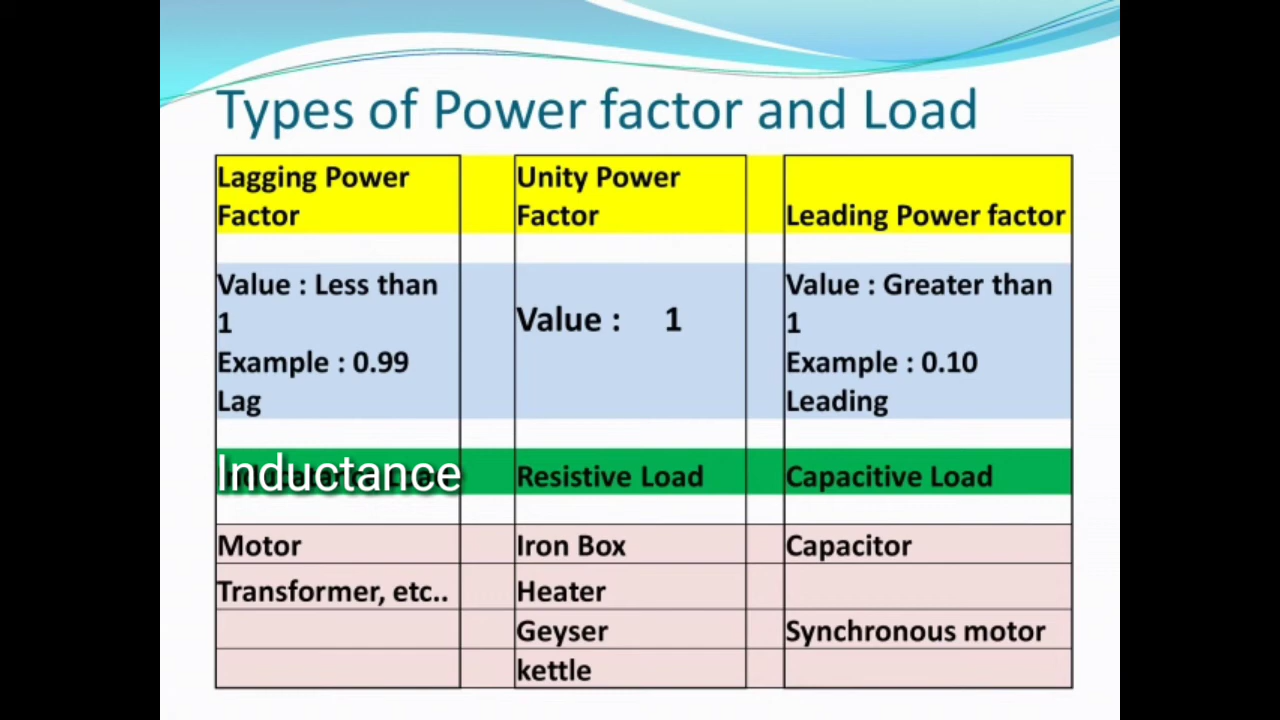 Types of Power factor and Load
Lagging Power
Factor
Unity Power
Factor
Leading Power factor
Value : Less than
1
Example : 0.99
Lag
Value : 1
Value : Greater than
1
Example : 0.10
Leading
Inductance
Resistive Load
Capacitive Load
Motor
Iron Box
Capacitor
Transformer, etc..
Heater
Geyser
Synchronous motor
kettle